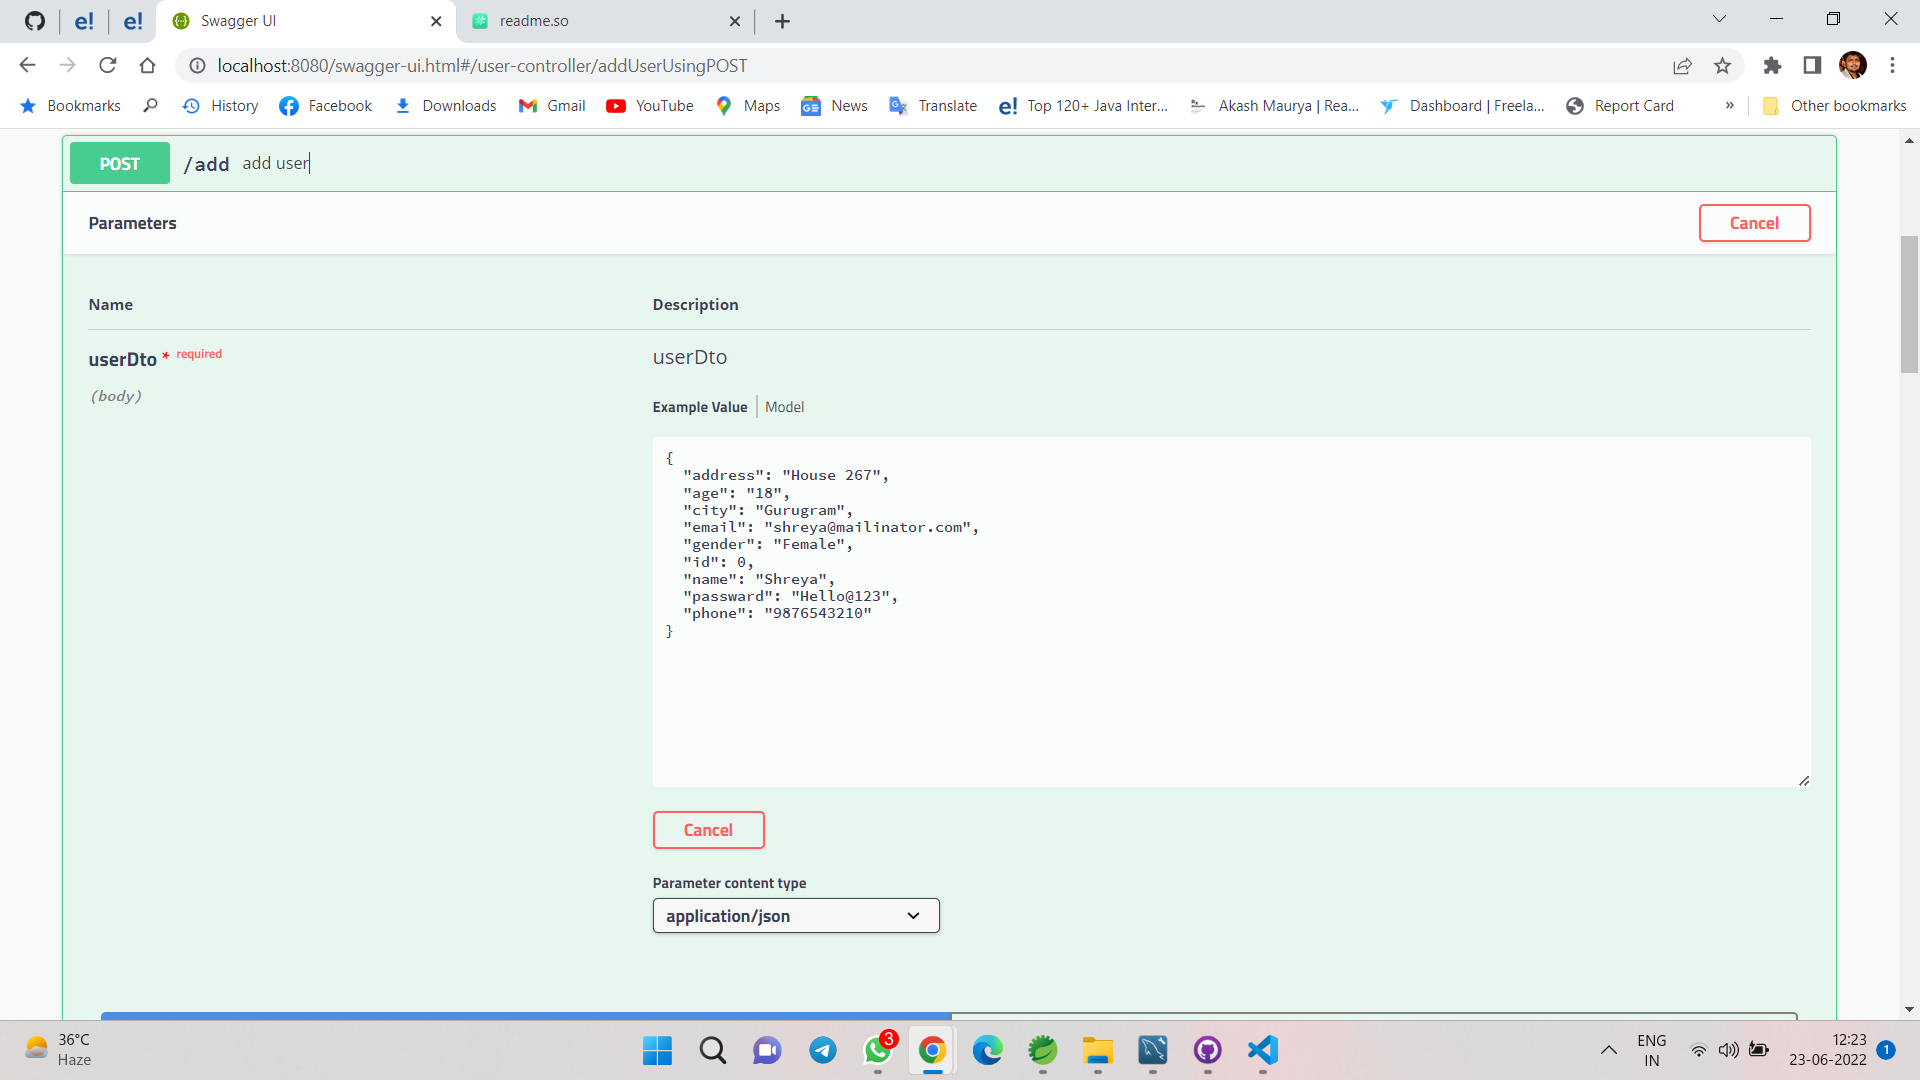 Swagger UI
readme.so
localhost:8080/swagger-ui.html#/user-controller/addUserUsingPOST
Bookmarks History Facebook Downloads Gmail YouTube Maps News Translate e! Top 120+ Java Inter... Akash Maurya | Rea... Dashboard | Freela... Report Card » Other bookmarks
POST /add add user
Parameters Cancel
Name Description
userDto * required userDto
(body)
Example Value Model
{
"address": "House 267",
"age": "18",
"city": "Gurugram",
"email": "shreya@mailinator.com",
"gender": "Female",
"id": 0,
"name": "Shreya",
"passward": "Hello@123",
"phone": "9876543210"
}
Cancel
Parameter content type
application/json
36°C
Haze
3
ENG
IN
12:23
23-06-2022
1